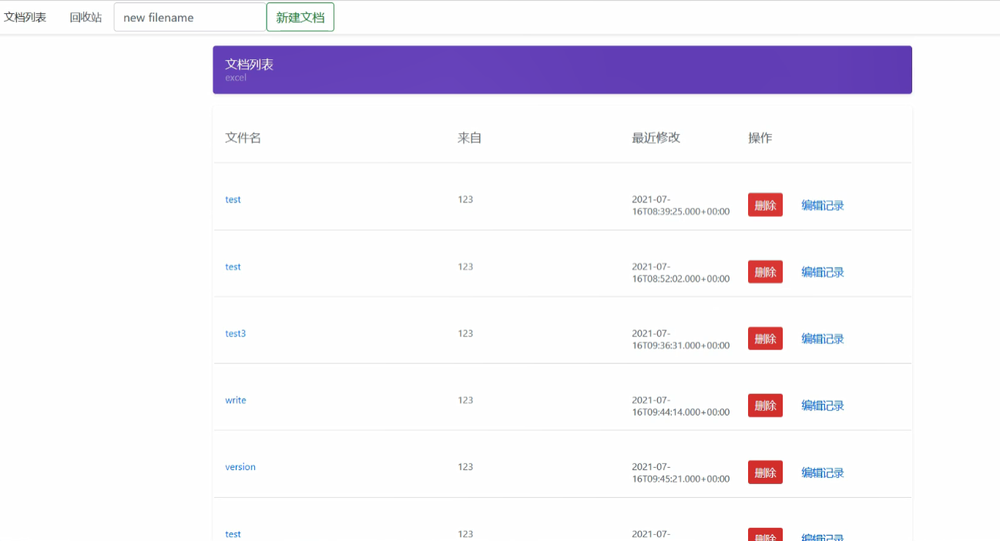 文档列表 回收站 new filename 新建文档
文档列表
excel
文件名 来自 最近修改 操作
test 123 2021-07-
16T08:39:25.000+00:00 删除 编辑记录
test 123 2021-07-
16T08:52:02.000+00:00 删除 编辑记录
test3 123 2021-07-
16T09:36:31.000+00:00 删除 编辑记录
write 123 2021-07-
16T09:44:14.000+00:00 删除 编辑记录
version 123 2021-07-
16T09:45:21.000+00:00 删除 编辑记录
test 123 2021-07- 删除 编辑记录